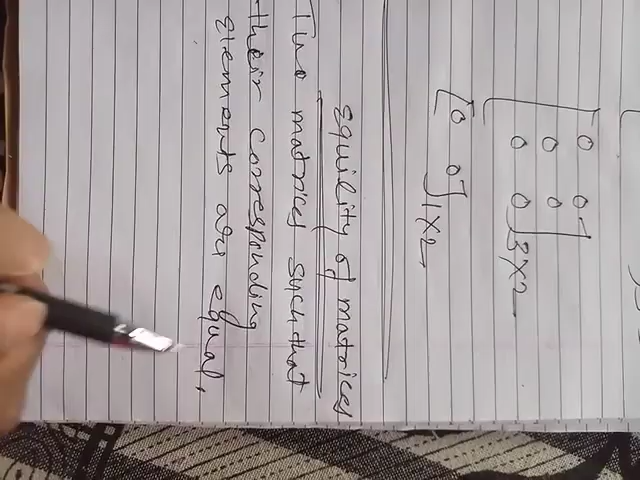 [0 0
0 0
0 0]3×2
[0 0]1×2
equility of matrices
Two matrices such that
their corresponding
elements are equal.